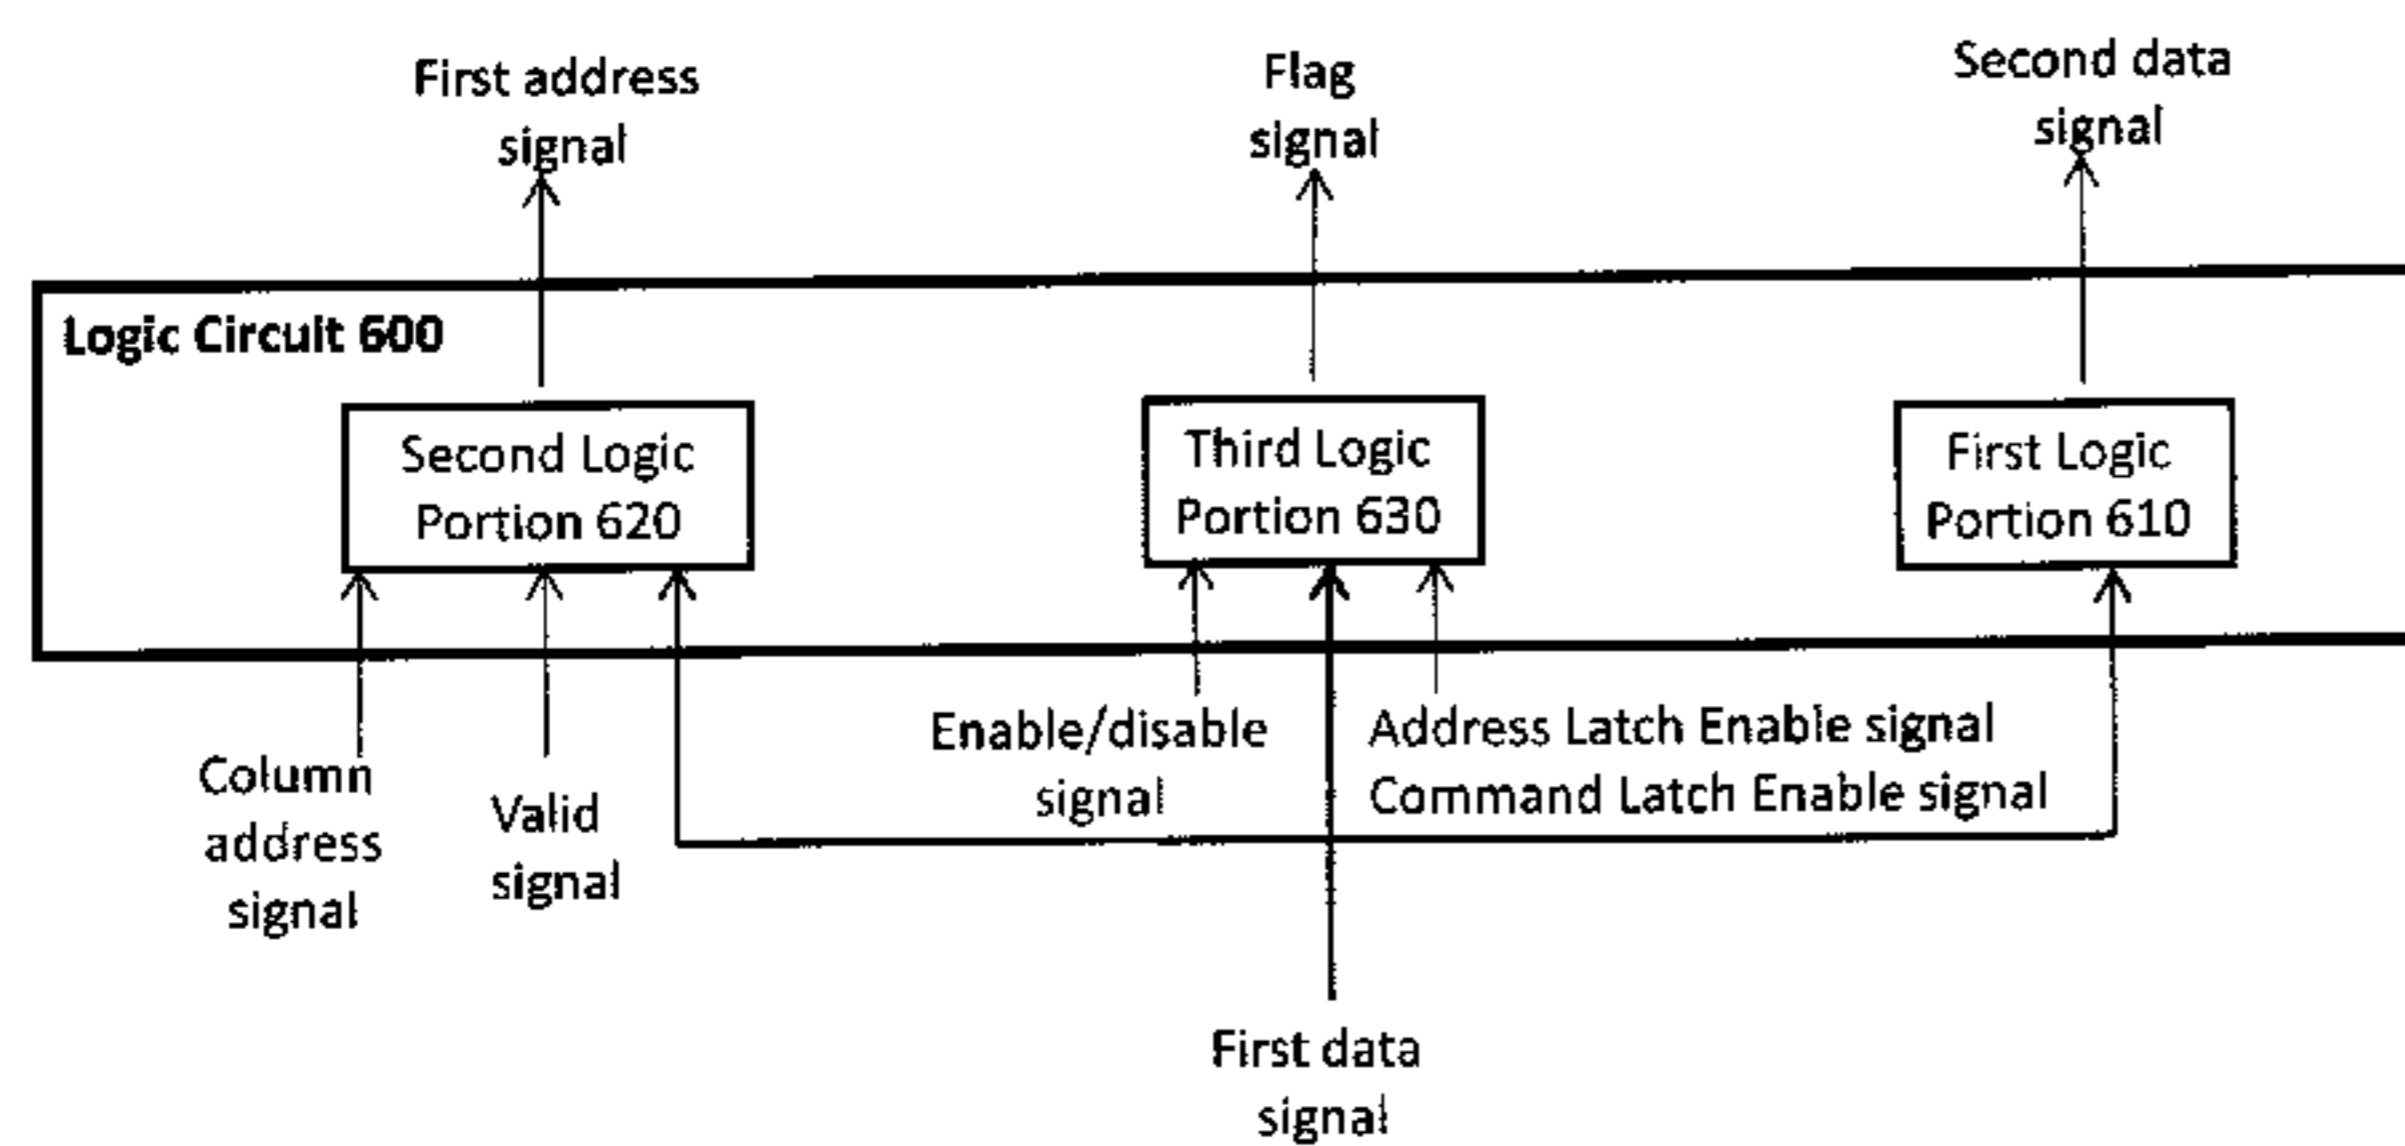 First address
signal
Flag
signal
Second data
signal
Logic Circuit 600
Second Logic
Portion 620
Third Logic
Portion 630
First Logic
Portion 610
Column
address
signal
Valid
signal
Enable/disable
signal
Address Latch Enable signal
Command Latch Enable signal
First data
signal